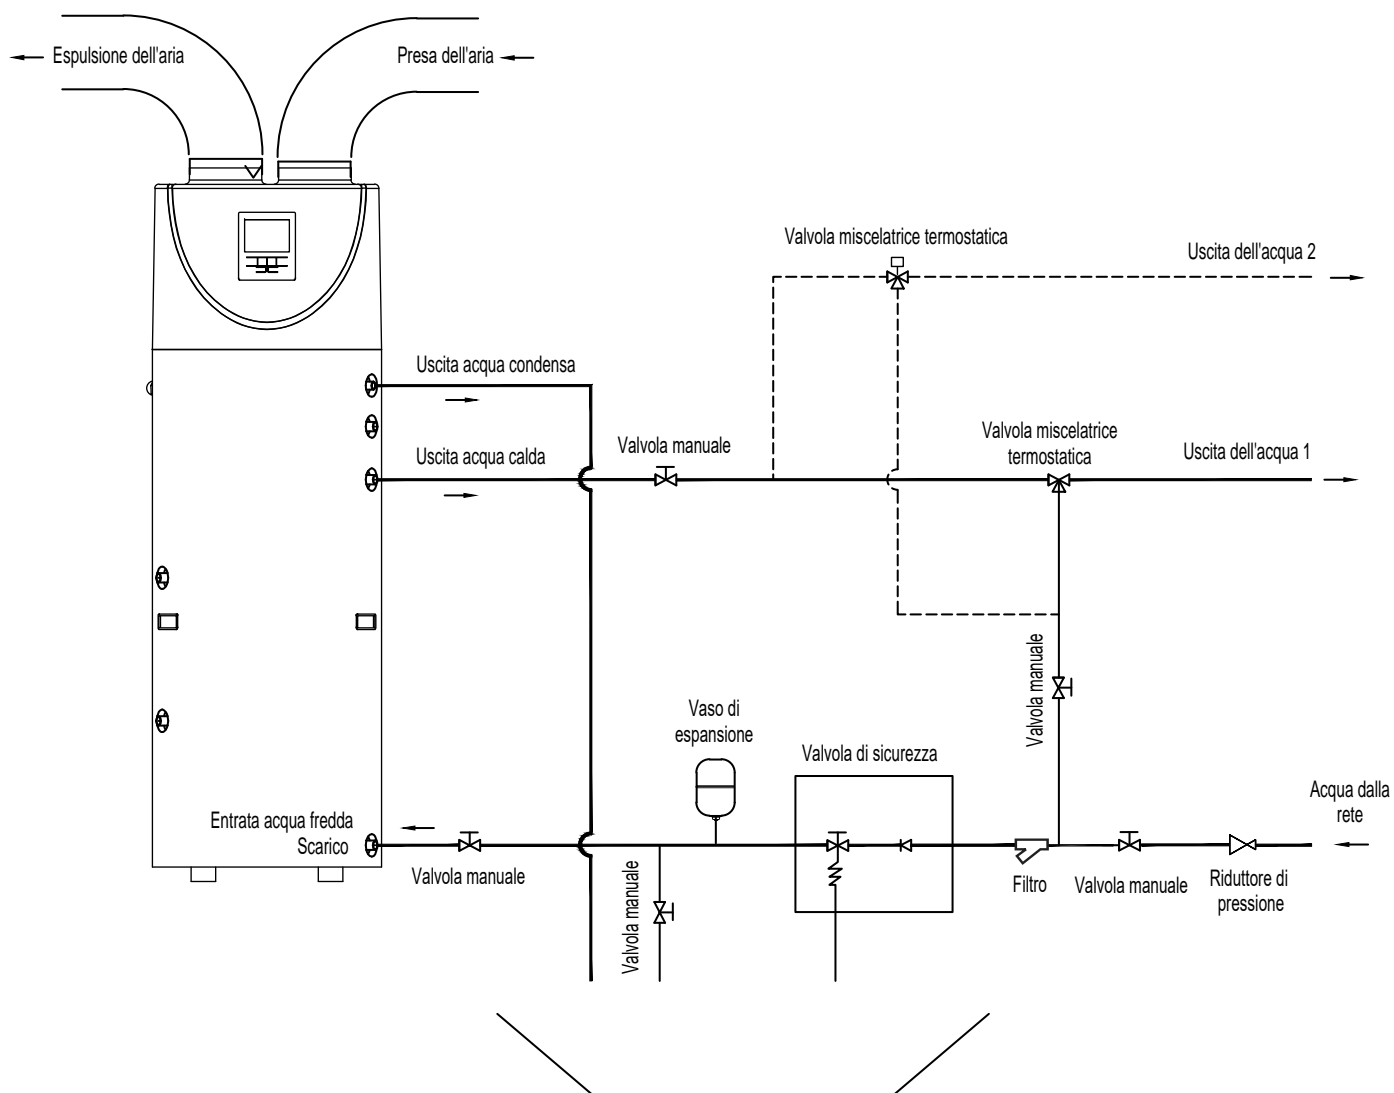 Espulsione dell'aria
Presa dell'aria
Valvola miscelatrice termostatica
Uscita dell'acqua 2
Uscita acqua condensa
Valvola manuale
Valvola miscelatrice
termostatica
Uscita dell'acqua 1
Uscita acqua calda
Valvola manuale
Vaso di
espansione
Valvola di sicurezza
Acqua dalla
rete
Entrata acqua fredda
Scarico
Valvola manuale
Valvola manuale
Filtro
Valvola manuale
Riduttore di
pressione